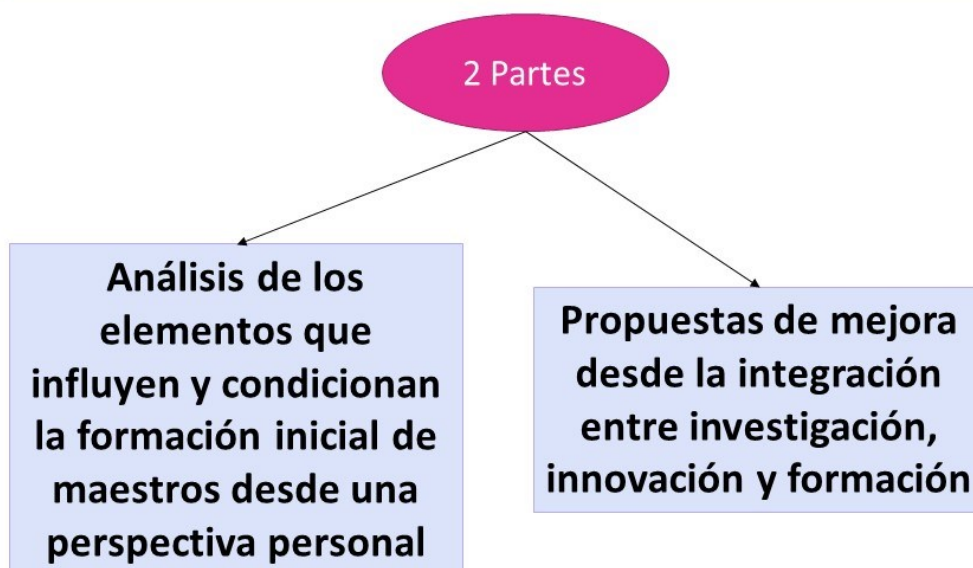 2 Partes
Análisis de los
elementos que
influyen y condicionan
la formación inicial de
maestros desde una
perspectiva personal
Propuestas de mejora
desde la integración
entre investigación,
innovación y formación